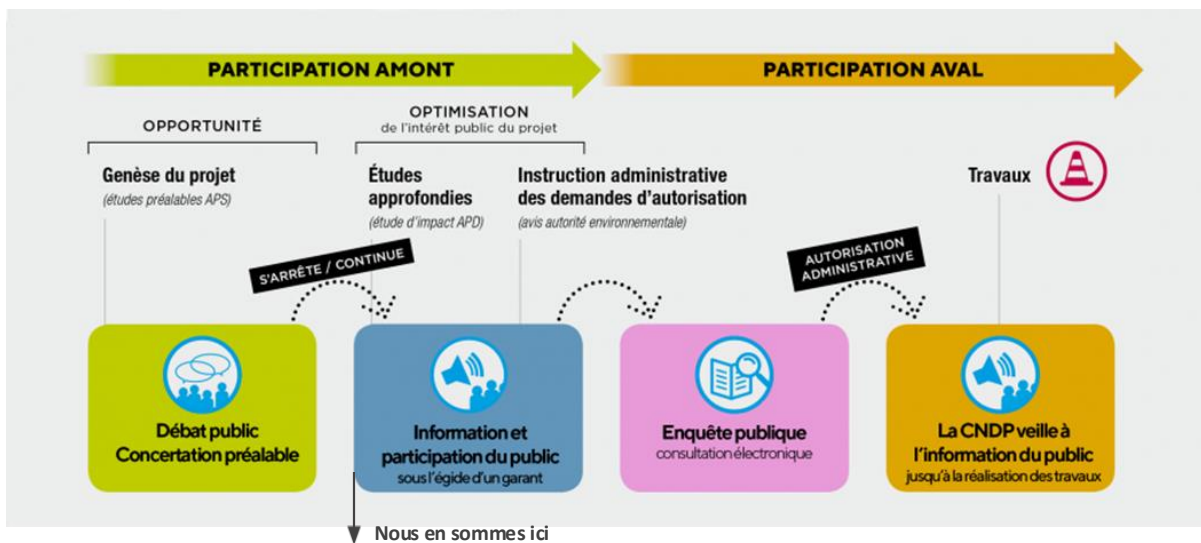 PARTICIPATION AMONT
PARTICIPATION AVAL
OPPORTUNITÉ
OPTIMISATION
de l'intérêt public du projet
Genèse du projet
(études préalables APS)
Études
approfondies
(étude d'impact APD)
Instruction administrative
des demandes d'autorisation
(avis autorité environnementale)
Travaux
S'ARRÊTE / CONTINUE
AUTORISATION
ADMINISTRATIVE
Débat public
Concertation préalable
Information et
participation du public
sous l'égide d'un garant
Enquête publique
consultation électronique
La CNDP veille à
l'information du public
jusqu'à la réalisation des travaux
Nous en sommes ici